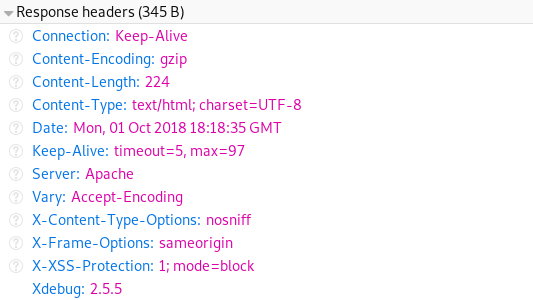 Response headers (345 B)
Connection: Keep-Alive
Content-Encoding: gzip
Content-Length: 224
Content-Type: text/html; charset=UTF-8
Date: Mon, 01 Oct 2018 18:18:35 GMT
Keep-Alive: timeout=5, max=97
Server: Apache
Vary: Accept-Encoding
X-Content-Type-Options: nosniff
X-Frame-Options: sameorigin
X-XSS-Protection: 1; mode=block
Xdebug: 2.5.5